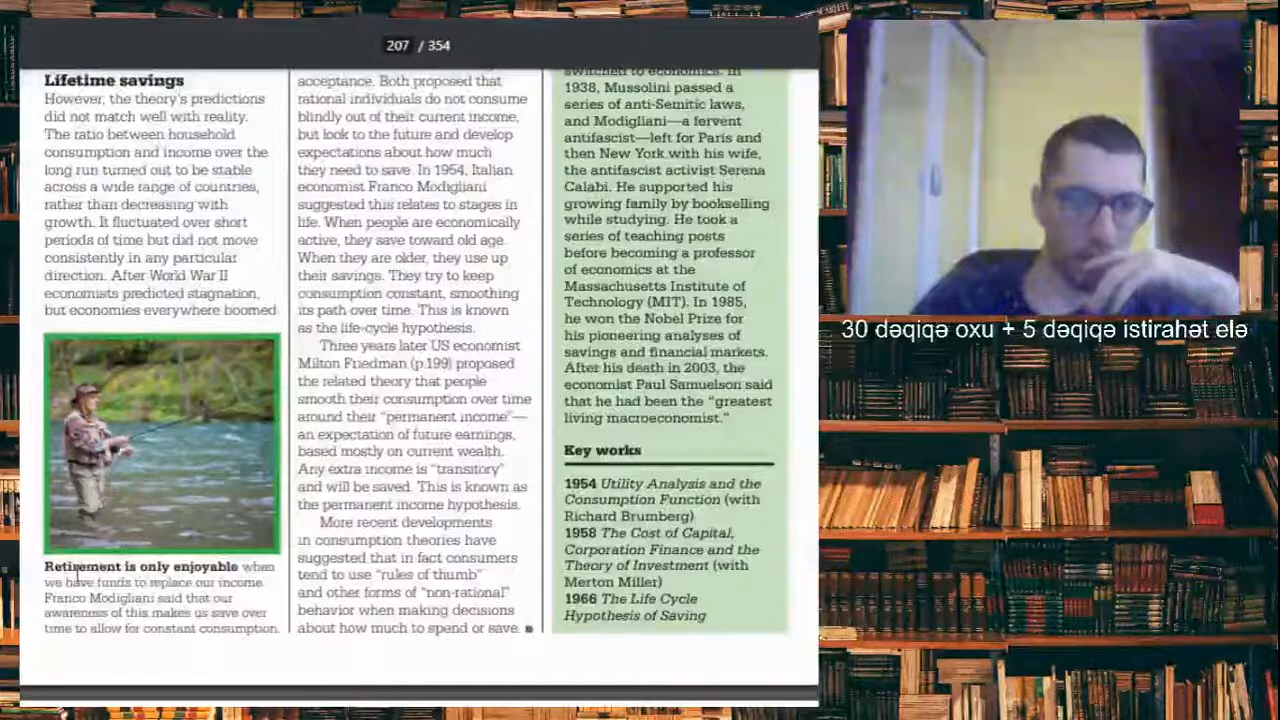 207 / 354
Lifetime savings
However, the theory's predictions
did not match well with reality.
The ratio between household
consumption and income over the
long run turned out to be stable
across a wide range of countries,
rather than decreasing with
growth. It fluctuated over short
periods of time but did not move
consistently in any particular
direction. After World War II
economists predicted stagnation,
but economies everywhere boomed
Retirement is only enjoyable when
we have funds to replace our income.
Franco Modigliani said that our
awareness of this makes us save over
time to allow for constant consumption.
acceptance. Both proposed that
rational individuals do not consume
blindly out of their current income,
but look to the future and develop
expectations about how much
they need to save. In 1954, Italian
economist Franco Modigliani
suggested this relates to stages in
life. When people are economically
active, they save toward old age.
When they are older, they use up
their savings. They try to keep
consumption constant, smoothing
its path over time. This is known
as the life-cycle hypothesis.
Three years later US economist
Milton Friedman (p.199) proposed
the related theory that people
smooth their consumption over time
around their "permanent income"—
an expectation of future earnings,
based mostly on current wealth.
Any extra income is "transitory"
and will be saved. This is known as
the permanent income hypothesis.
More recent developments
in consumption theories have
suggested that in fact consumers
tend to use "rules of thumb"
and other forms of "non-rational"
behavior when making decisions
about how much to spend or save.
switched to economics. In
1938, Mussolini passed a
series of anti-Semitic laws,
and Modigliani—a fervent
antifascist—left for Paris and
then New York with his wife,
the antifascist activist Serena
Calabi. He supported his
growing family by bookselling
while studying. He took a
series of teaching posts
before becoming a professor
of economics at the
Massachusetts Institute of
Technology (MIT). In 1985,
he won the Nobel Prize for
his pioneering analyses of
savings and financial markets.
After his death in 2003, the
economist Paul Samuelson said
that he had been the "greatest
living macroeconomist."
Key works
1954 Utility Analysis and the
Consumption Function (with
Richard Brumberg)
1958 The Cost of Capital,
Corporation Finance and the
Theory of Investment (with
Merton Miller)
1966 The Life Cycle
Hypothesis of Saving
30 dəqiqə oxu + 5 dəqiqə istirahət elə